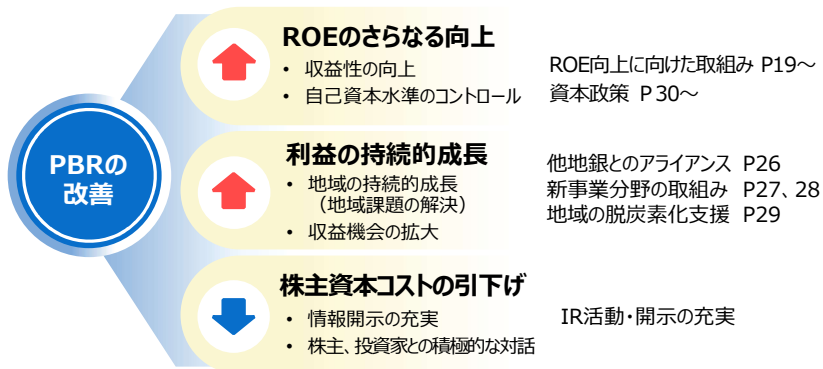 PBRの
改善
ROEのさらなる向上
• 収益性の向上
• 自己資本水準のコントロール
ROE向上に向けた取組み P19～
資本政策 P30～
利益の持続的成長
• 地域の持続的成長
（地域課題の解決）
• 収益機会の拡大
他地銀とのアライアンス P26
新事業分野の取組み P27、28
地域の脱炭素化支援 P29
株主資本コストの引下げ
• 情報開示の充実
• 株主、投資家との積極的な対話
IR活動・開示の充実